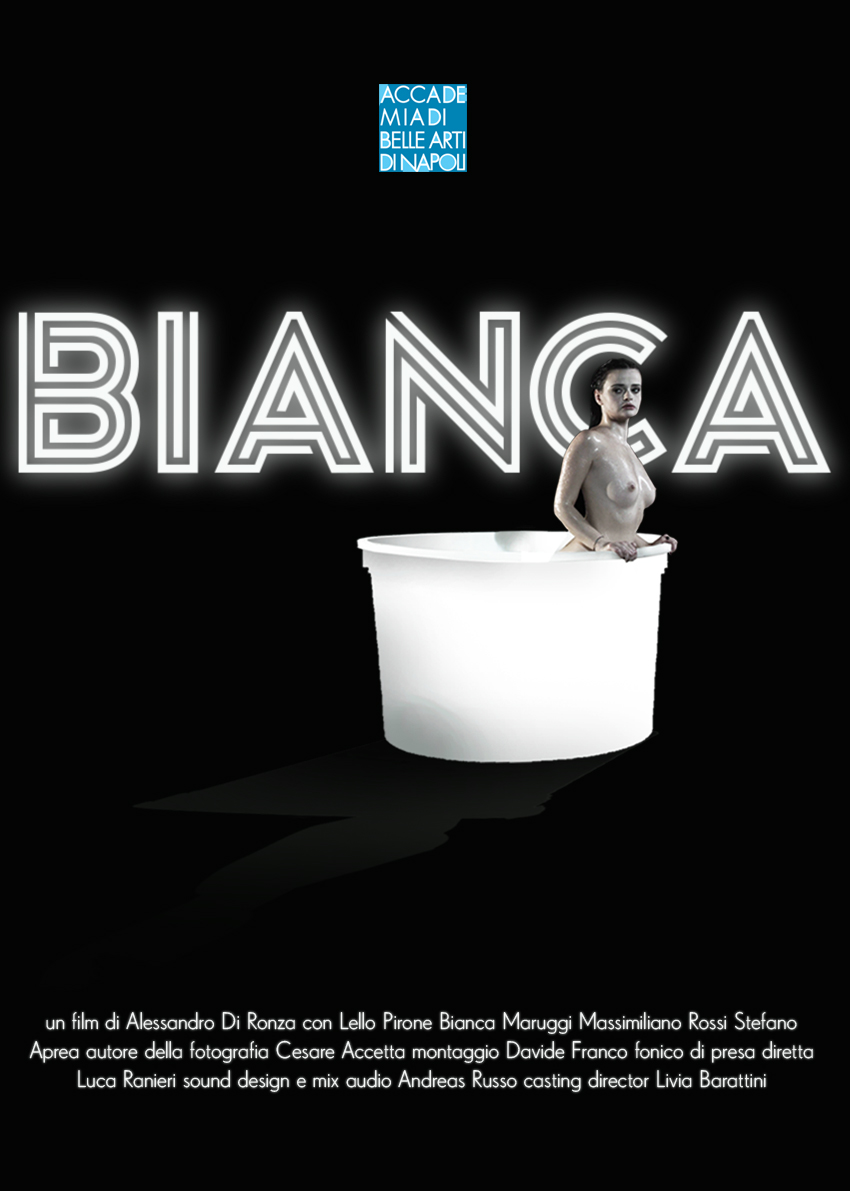 ACCADE
MIA DI
BELLE ARTI
DI NAPOLI
BIANCA
un film di Alessandro Di Ronza con Lello Pirone Bianca Maruggi Massimiliano Rossi Stefano
Aprea autore della fotografia Cesare Accetta montaggio Davide Franco fonico di presa diretta
Luca Ranieri sound design e mix audio Andreas Russo casting director Livia Barattini